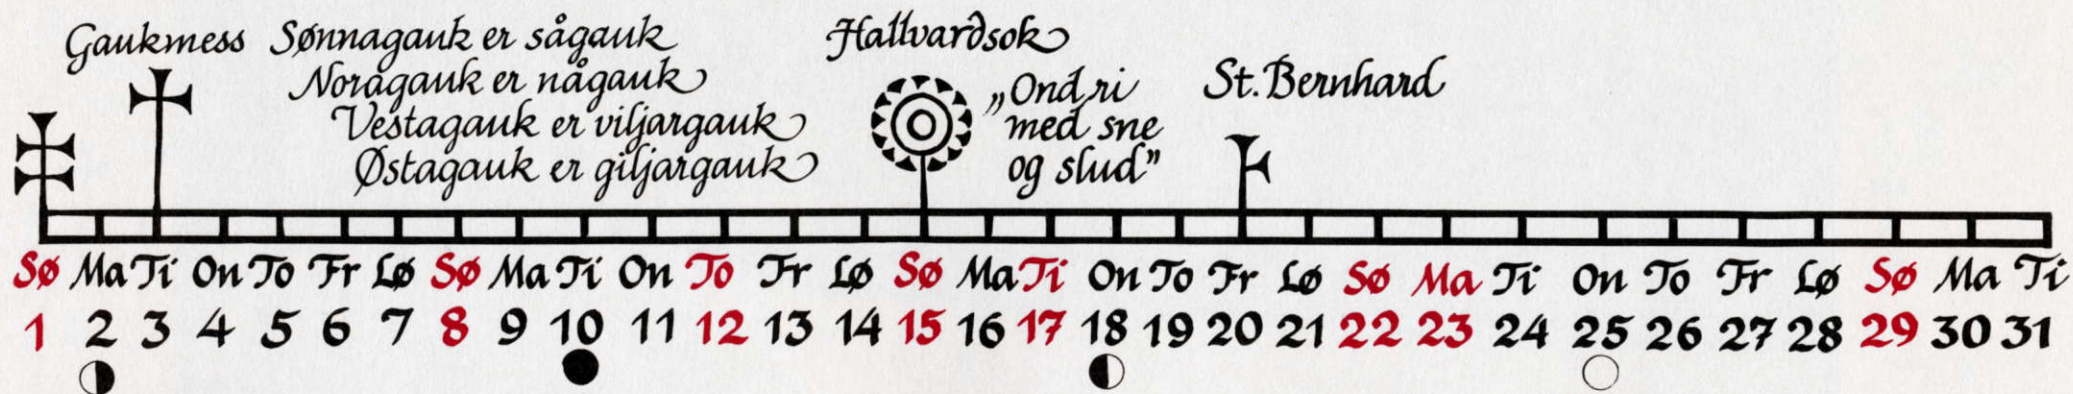 Gaukmess
Sønnagauk er sågauk
Noragauk er någauk
Vestagauk er viljargauk
Østagauk er giljargauk
Hallvardsok
„Ond ri
med sne
og slud”
St. Bernhard
Sø Ma Ti On To Fr Lø Sø Ma Ti On To Fr Lø Sø Ma Ti On To Fr Lø Sø Ma Ti On To Fr Lø Sø Ma Ti
1 2 3 4 5 6 7 8 9 10 11 12 13 14 15 16 17 18 19 20 21 22 23 24 25 26 27 28 29 30 31